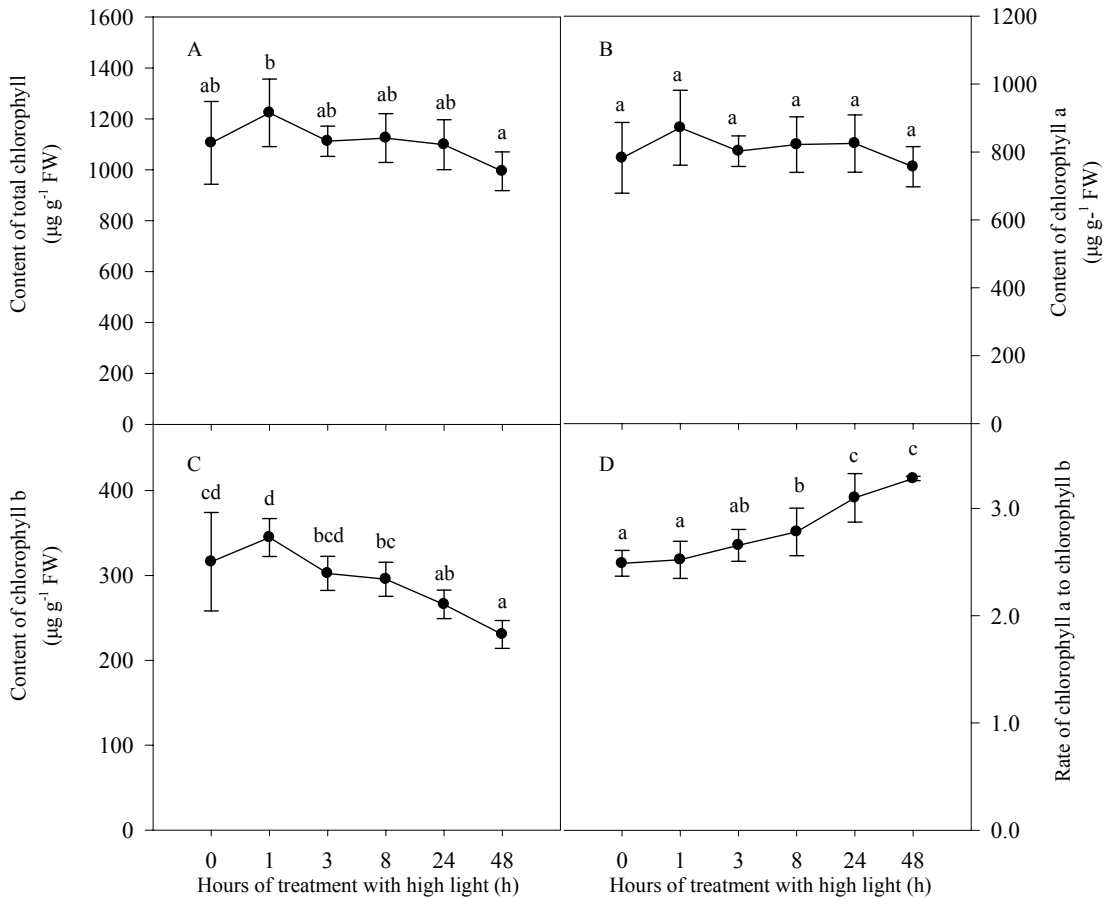 1600
1400
1200
1000
800
600
400
200
0
Content of total chlorophyll
(μg g-1 FW)
A
ab
b
ab
ab
ab
a
1200
1000
800
600
400
200
0
Content of chlorophyll a
(μg g-1 FW)
B
a
a
a
a
a
a
400
300
200
100
0
Content of chlorophyll b
(μg g-1 FW)
C
cd
d
bcd
bc
ab
a
0 1 3 8 24 48
Hours of treatment with high light (h)
3.0
2.0
1.0
0.0
Rate of chlorophyll a to chlorophyll b
D
a
a
ab
b
c
c
0 1 3 8 24 48
Hours of treatment with high light (h)